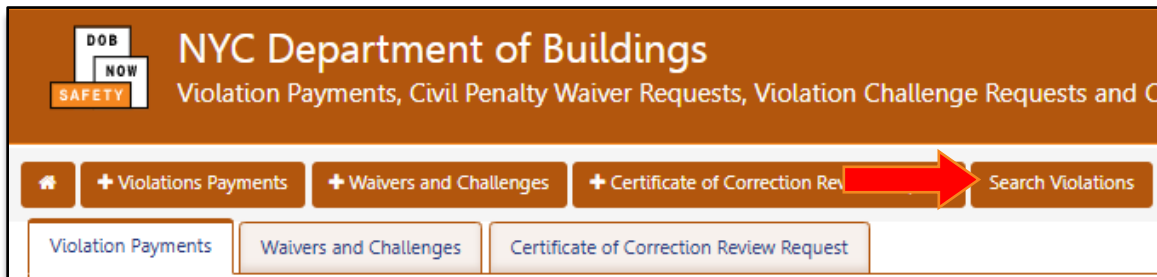 DOB
NOW
SAFETY
NYC Department of Buildings
Violation Payments, Civil Penalty Waiver Requests, Violation Challenge Requests and C
+ Violations Payments
+ Waivers and Challenges
+ Certificate of Correction
Search Violations
Violation Payments
Waivers and Challenges
Certificate of Correction Review Request